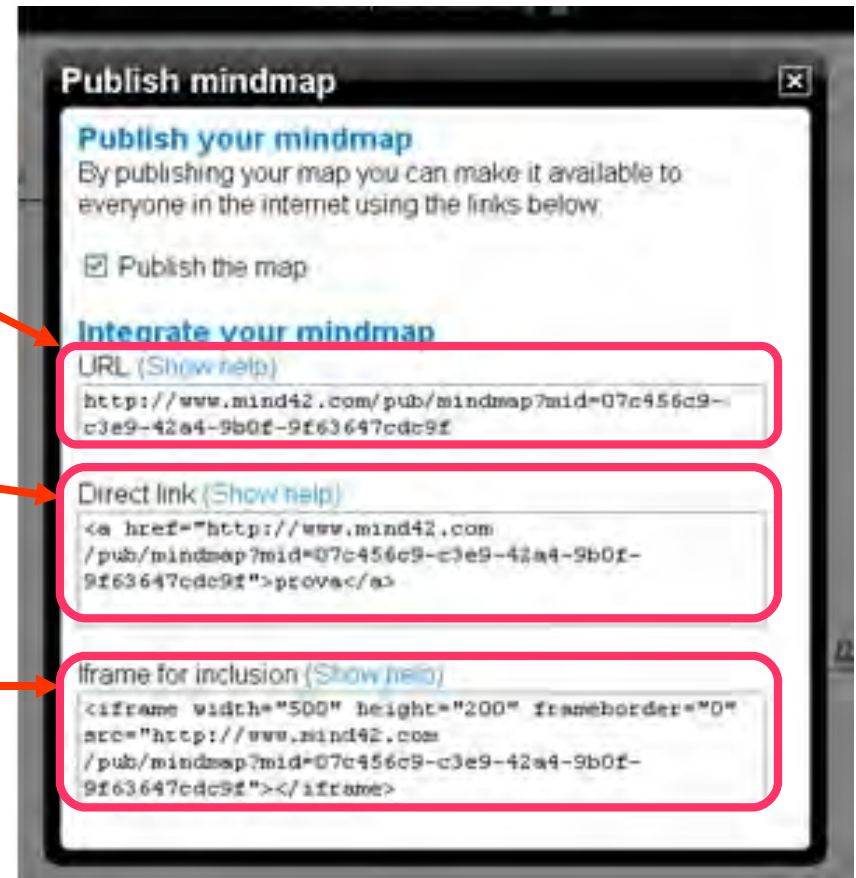 Publish mindmap
Publish your mindmap
By publishing your map you can make it available to
everyone in the internet using the links below.
Publish the map
Integrate your mindmap
URL (Show help)
http://www.mind42.com/pub/mindmap?mid=07c456c9-
c3e9-42a4-9b0f-9f63647cdc9f
Direct link (Show help)
<a href="http://www.mind42.com
/pub/mindmap?mid=07c456c9-c3e9-42a4-9b0f-
9f63647cdc9f">prova</a>
Iframe for inclusion (Show help)
<iframe width="500" height="200" frameborder="0"
src="http://www.mind42.com
/pub/mindmap?mid=07c456c9-c3e9-42a4-9b0f-
9f63647cdc9f"></iframe>